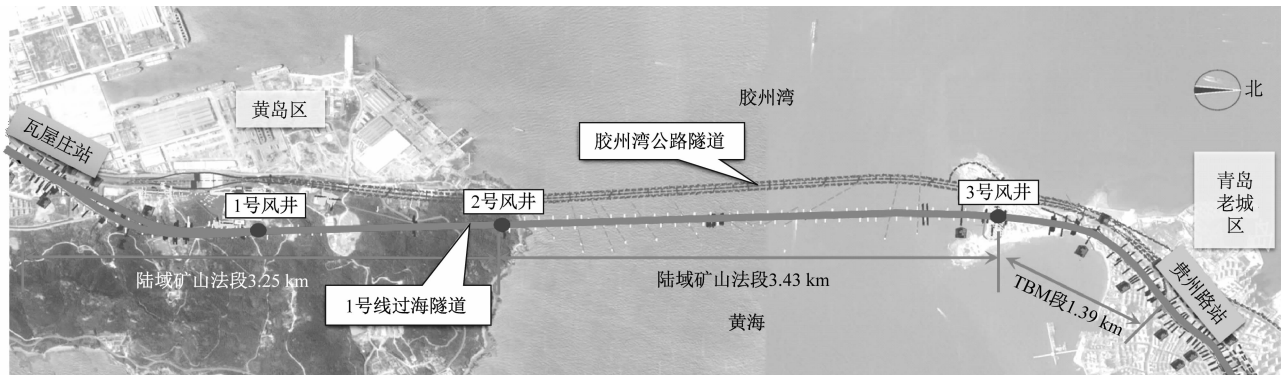 胶州湾
北
黄岛区
胶州湾公路隧道
瓦屋庄站
青岛
老城
区
1号风井
2号风井
3号风井
陆域矿山法段3.25 km
陆域矿山法段3.43 km
TBM段1.39 km
贵州路站
1号线过海隧道
黄海